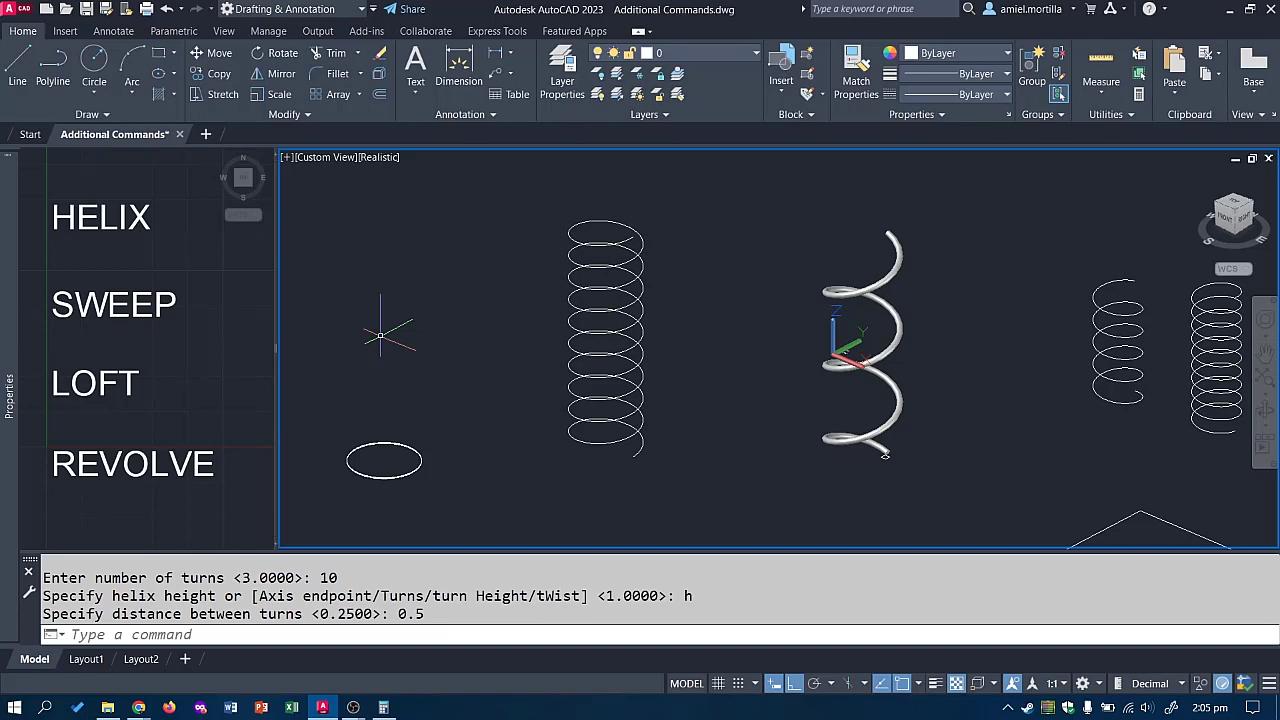 CAD
Drafting & Annotation
Share
Autodesk AutoCAD 2023 Additional Commands.dwg
Type a keyword or phrase
amiel.mortilla
Home Insert Annotate Parametric View Manage Output Add-ins Collaborate Express Tools Featured Apps
Move Rotate Trim
0
ByLayer
Line Polyline Circle Arc
Copy Mirror Fillet
Text Dimension
Layer Properties
Insert
Match Properties
ByLayer
Group
Measure
Paste
Base
Stretch Scale Array
Table
ByLayer
Draw Modify Annotation Layers Block Properties Groups Utilities Clipboard View
Start Additional Commands*
[+][Custom View][Realistic]
N
W E
S
HELIX
SWEEP
LOFT
REVOLVE
Properties
Z
Y
TOP
FRONT RIGHT
S E
WCS
Enter number of turns <3.0000>: 10
Specify helix height or [Axis endpoint/Turns/turn Height/tWist] <1.0000>: h
Specify distance between turns <0.2500>: 0.5
Type a command
Model Layout1 Layout2
MODEL
1:1
Decimal
2:05 pm